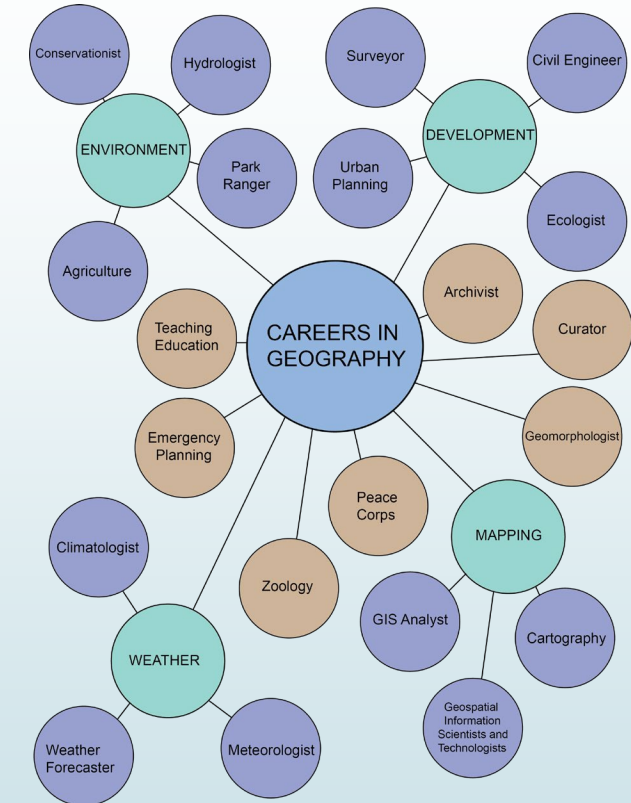 Conservationist
Hydrologist
ENVIRONMENT
Park
Ranger
Agriculture
Surveyor
Civil Engineer
DEVELOPMENT
Urban
Planning
Ecologist
CAREERS IN
GEOGRAPHY
Archivist
Curator
Geomorphologist
Teaching
Education
Emergency
Planning
Peace
Corps
Zoology
Climatologist
WEATHER
Weather
Forecaster
Meteorologist
MAPPING
GIS Analyst
Cartography
Geospatial
Information
Scientists and
Technologists